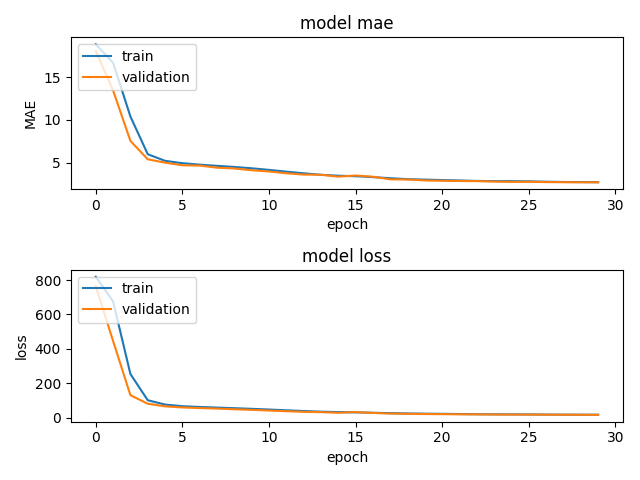 model mae
train
validation
15
10
5
MAE
0 5 10 15 20 25 30
epoch
model loss
train
validation
800
600
400
200
0
loss
0 5 10 15 20 25 30
epoch